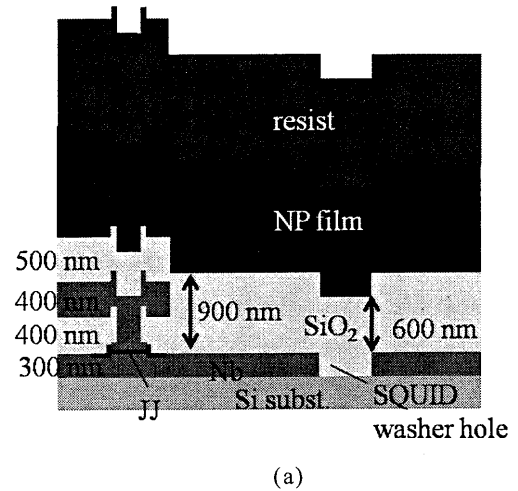 resist
NP film
500 nm
400 nm
900 nm
SiO₂
600 nm
400 nm
300 nm
Nb
JJ
Si subst.
SQUID
washer hole
(a)